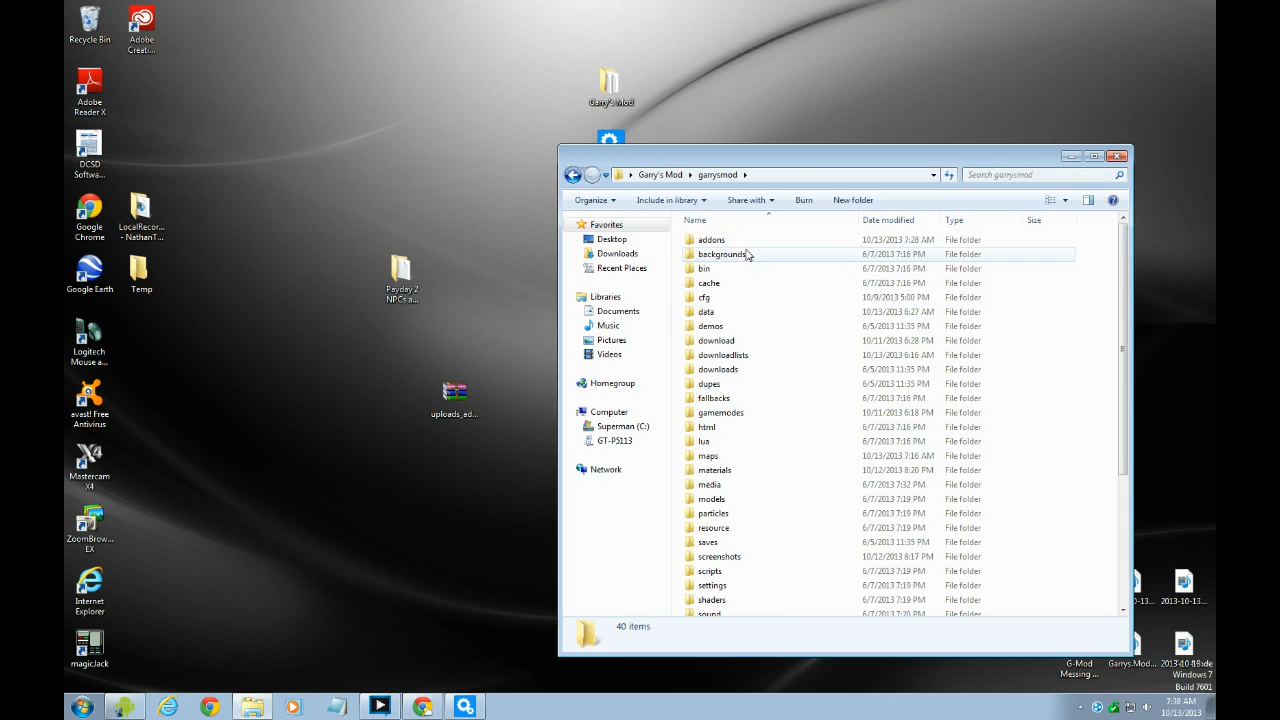 Recycle Bin
Adobe
Creati...
Adobe
Reader X
DCSD
Softwa...
Google
Chrome
LocalRecor...
- NathanT...
Google Earth
Temp
Logitech
Mouse a...
avast! Free
Antivirus
Mastercam
X4
ZoomBrow...
EX
Internet
Explorer
magicJack
Garry's Mod
Payday 2
NPCs a...
uploads_ad...
Garry's Mod
garrysmod
Search garrysmod
Organize
Include in library
Share with
Burn
New folder
Favorites
Desktop
Downloads
Recent Places
Libraries
Documents
Music
Pictures
Videos
Homegroup
Computer
Superman (C:)
GT-P5113
Network
Name Date modified Type Size
addons 10/13/2013 7:28 AM File folder
backgrounds 6/7/2013 7:16 PM File folder
bin 6/7/2013 7:16 PM File folder
cache 6/7/2013 7:16 PM File folder
cfg 10/9/2013 5:00 PM File folder
data 10/13/2013 6:27 AM File folder
demos 6/5/2013 11:35 PM File folder
download 10/11/2013 6:28 PM File folder
downloadlists 10/13/2013 6:16 AM File folder
downloads 6/5/2013 11:35 PM File folder
dupes 6/5/2013 11:35 PM File folder
fallbacks 6/7/2013 7:16 PM File folder
gamemodes 10/11/2013 6:18 PM File folder
html 6/7/2013 7:16 PM File folder
lua 6/7/2013 7:16 PM File folder
maps 10/13/2013 7:16 AM File folder
materials 10/12/2013 8:20 PM File folder
media 6/7/2013 7:32 PM File folder
models 6/7/2013 7:19 PM File folder
particles 6/7/2013 7:19 PM File folder
resource 6/7/2013 7:19 PM File folder
saves 6/5/2013 11:35 PM File folder
screenshots 10/12/2013 8:17 PM File folder
scripts 6/7/2013 7:19 PM File folder
settings 6/7/2013 7:19 PM File folder
shaders 6/7/2013 7:19 PM File folder
sound 6/7/2013 7:20 PM File folder
40 items
2013-10-13...
G-Mod
Messing ...
Garrys.Mod...
Windows 7
Build 7601
7:38 AM
10/13/2013